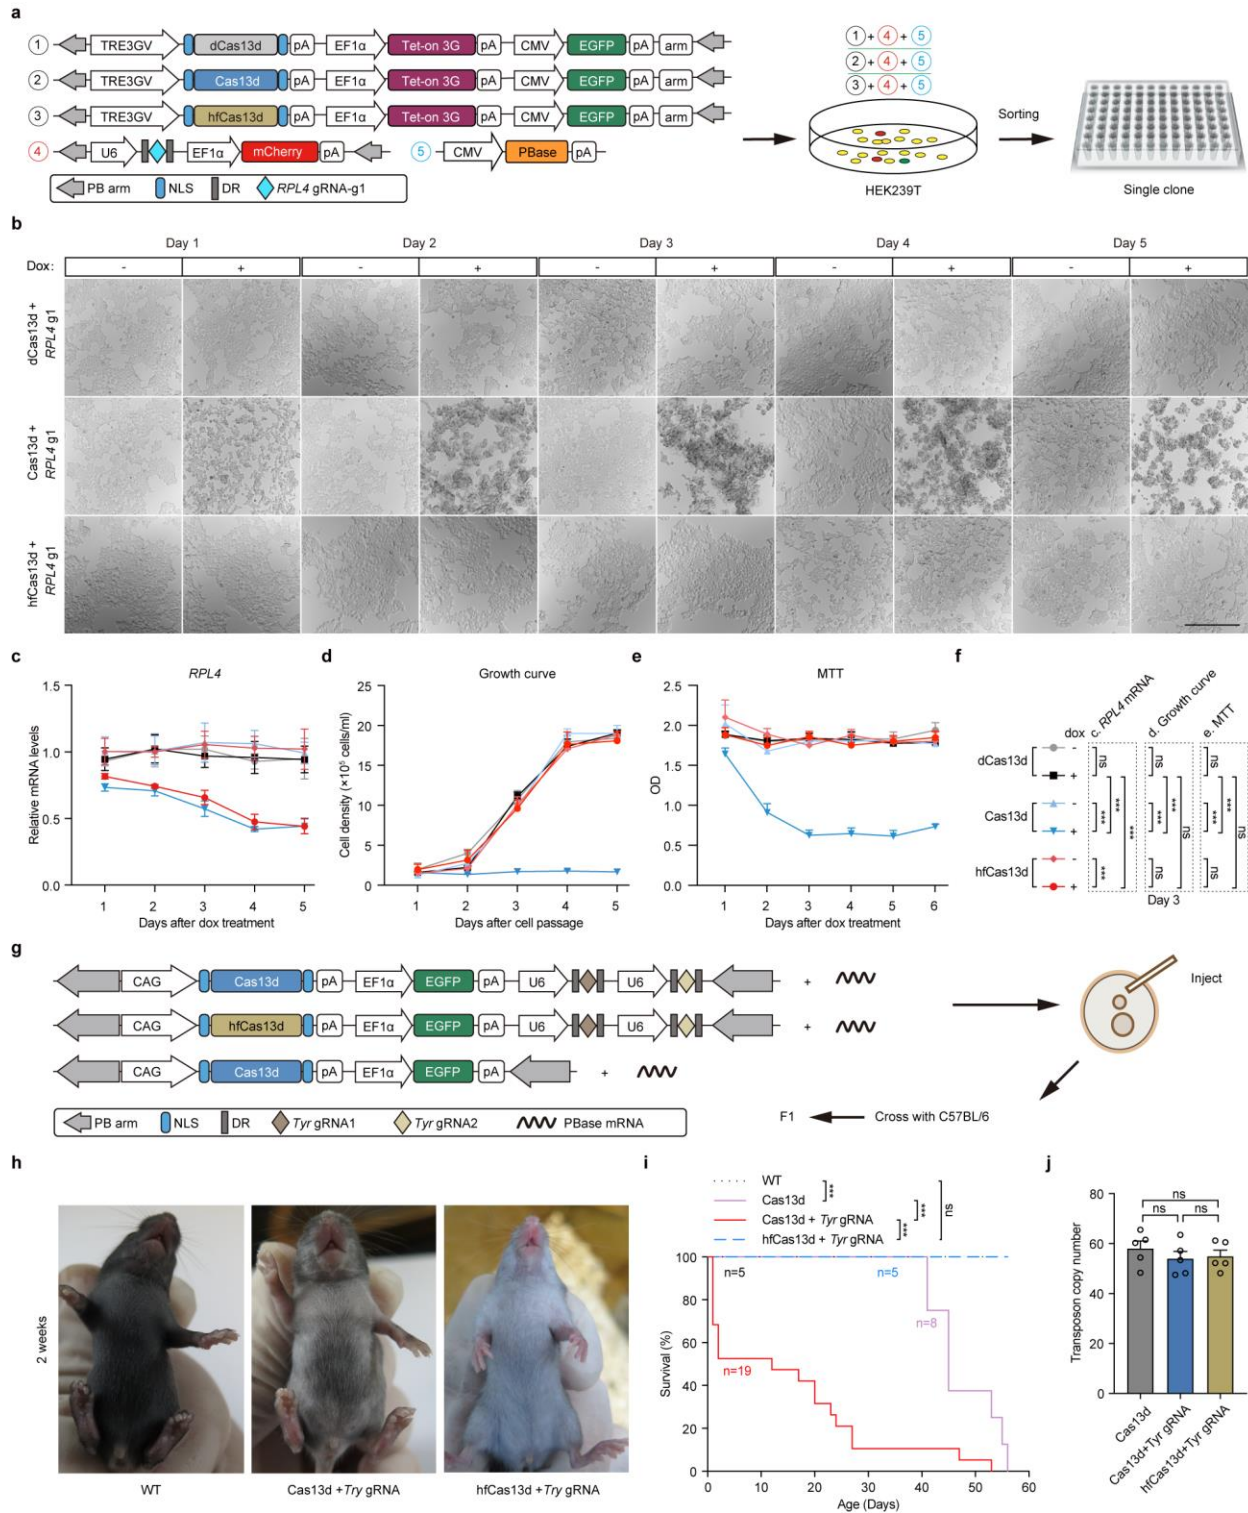 a
1 TRE3GV dCas13d pA EF1α Tet-on 3G pA CMV EGFP pA arm
2 TRE3GV Cas13d pA EF1α Tet-on 3G pA CMV EGFP pA arm
3 TRE3GV hfCas13d pA EF1α Tet-on 3G pA CMV EGFP pA arm
4 U6 EF1α mCherry pA 5 CMV PBase pA
PB arm NLS DR RPL4 gRNA-g1
1 + 4 + 5
2 + 4 + 5
3 + 4 + 5
HEK239T
Sorting
Single clone
b
Day 1 Day 2 Day 3 Day 4 Day 5
Dox: - + - + - + - + - +
dCas13d +
RPL4 g1
Cas13d +
RPL4 g1
hfCas13d +
RPL4 g1
c
RPL4
Relative mRNA levels
1.5
1.0
0.5
0.0
1 2 3 4 5
Days after dox treatment
d
Growth curve
Cell density (×10⁵ cells/ml)
25
20
15
10
5
0
1 2 3 4 5
Days after cell passage
e
MTT
OD
2.5
2.0
1.5
1.0
0.5
0.0
1 2 3 4 5 6
Days after dox treatment
f
dox c. RPL4 mRNA d. Growth curve e. MTT
dCas13d - +
Cas13d - +
hfCas13d - +
ns *** *** *** ***
ns *** *** ns ns
ns *** *** ns ns
Day 3
g
CAG Cas13d pA EF1α EGFP pA U6 U6 +
CAG hfCas13d pA EF1α EGFP pA U6 U6 +
CAG Cas13d pA EF1α EGFP pA +
PB arm NLS DR Tyr gRNA1 Tyr gRNA2 PBase mRNA
Inject
F1 Cross with C57BL/6
h
2 weeks
WT
Cas13d +Try gRNA
hfCas13d +Try gRNA
i
WT
Cas13d
Cas13d + Tyr gRNA
hfCas13d + Tyr gRNA
*** *** *** ns
Survival (%)
100
80
60
40
20
0
n=5
n=5
n=8
n=19
0 10 20 30 40 50 60
Age (Days)
j
Transposon copy number
80
60
40
20
0
ns
ns ns
Cas13d
Cas13d+Tyr gRNA
hfCas13d+Tyr gRNA